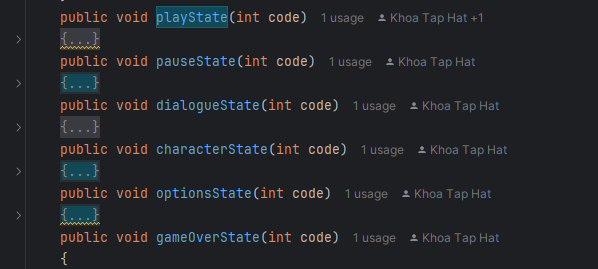 public void playState(int code) 1 usage Khoa Tap Hat +1
{...}
public void pauseState(int code) 1 usage Khoa Tap Hat
{...}
public void dialogueState(int code) 1 usage Khoa Tap Hat
{...}
public void characterState(int code) 1 usage Khoa Tap Hat
{...}
public void optionsState(int code) 1 usage Khoa Tap Hat
{...}
public void gameOverState(int code) 1 usage Khoa Tap Hat
{